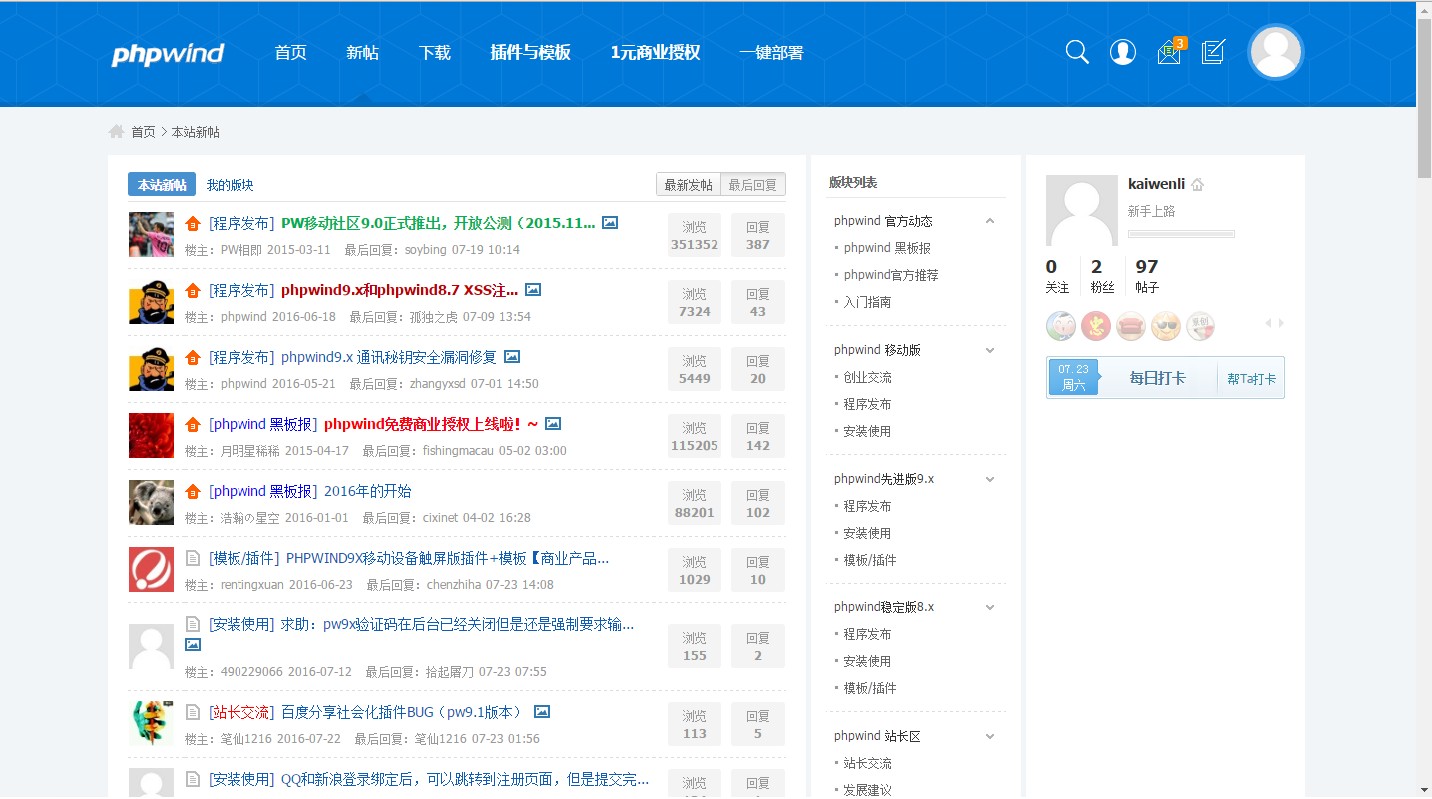 phpwind 首页 新帖 下载 插件与模板 1元商业授权 一键部署 3
首页 > 本站新帖
本站新帖 我的版块 最新发帖 最后回复
[程序发布] PW移动社区9.0正式推出，开放公测（2015.11...
楼主：PW相即 2015-03-11 最后回复：soybing 07-19 10:14
浏览 351352 回复 387
[程序发布] phpwind9.x和phpwind8.7 XSS注...
楼主：phpwind 2016-06-18 最后回复：孤独之虎 07-09 13:54
浏览 7324 回复 43
[程序发布] phpwind9.x 通讯秘钥安全漏洞修复
楼主：phpwind 2016-05-21 最后回复：zhangyxsd 07-01 14:50
浏览 5449 回复 20
[phpwind 黑板报] phpwind免费商业授权上线啦！~
楼主：月明星稀稀 2015-04-17 最后回复：fishingmacau 05-02 03:00
浏览 115205 回复 142
[phpwind 黑板报] 2016年的开始
楼主：浩瀚の星空 2016-01-01 最后回复：cixinet 04-02 16:28
浏览 88201 回复 102
[模板/插件] PHPWIND9X移动设备触屏版插件+模板【商业产品...
楼主：rentingxuan 2016-06-23 最后回复：chenzhiha 07-23 14:08
浏览 1029 回复 10
[安装使用] 求助：pw9x验证码在后台已经关闭但是还是强制要求输...
楼主：490229066 2016-07-12 最后回复：拾起屠刀 07-23 07:55
浏览 155 回复 2
[站长交流] 百度分享社会化插件BUG（pw9.1版本）
楼主：笔仙1216 2016-07-22 最后回复：笔仙1216 07-23 01:56
浏览 113 回复 5
[安装使用] QQ和新浪登录绑定后，可以跳转到注册页面，但是提交完...
浏览 回复
版块列表
phpwind 官方动态
phpwind 黑板报
phpwind官方推荐
入门指南
phpwind 移动版
创业交流
程序发布
安装使用
phpwind先进版9.x
程序发布
安装使用
模板/插件
phpwind稳定版8.x
程序发布
安装使用
模板/插件
phpwind 站长区
站长交流
发展建议
kaiwenli
新手上路
0 2 97
关注 粉丝 帖子
原创
07.23
周六
每日打卡 帮Ta打卡